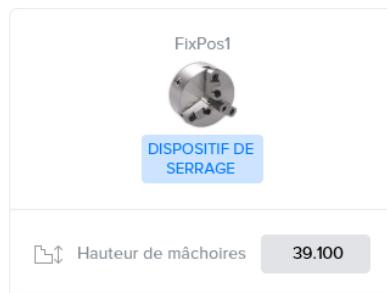 FixPos1
DISPOSITIF DE
SERRAGE
Hauteur de mâchoires 39.100